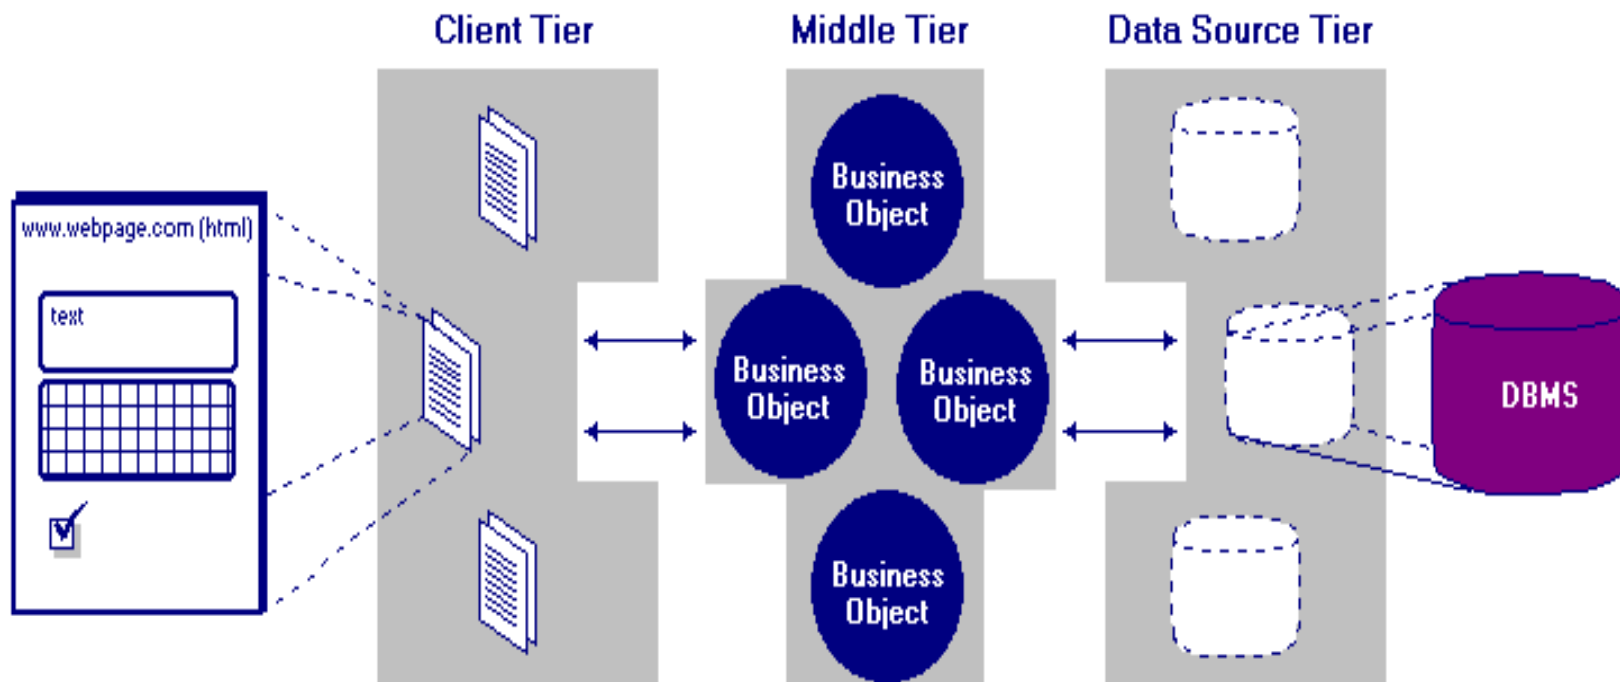 Client Tier
Middle Tier
Data Source Tier
www.webpage.com (html)
text
Business
Object
Business
Object
Business
Object
Business
Object
DBMS